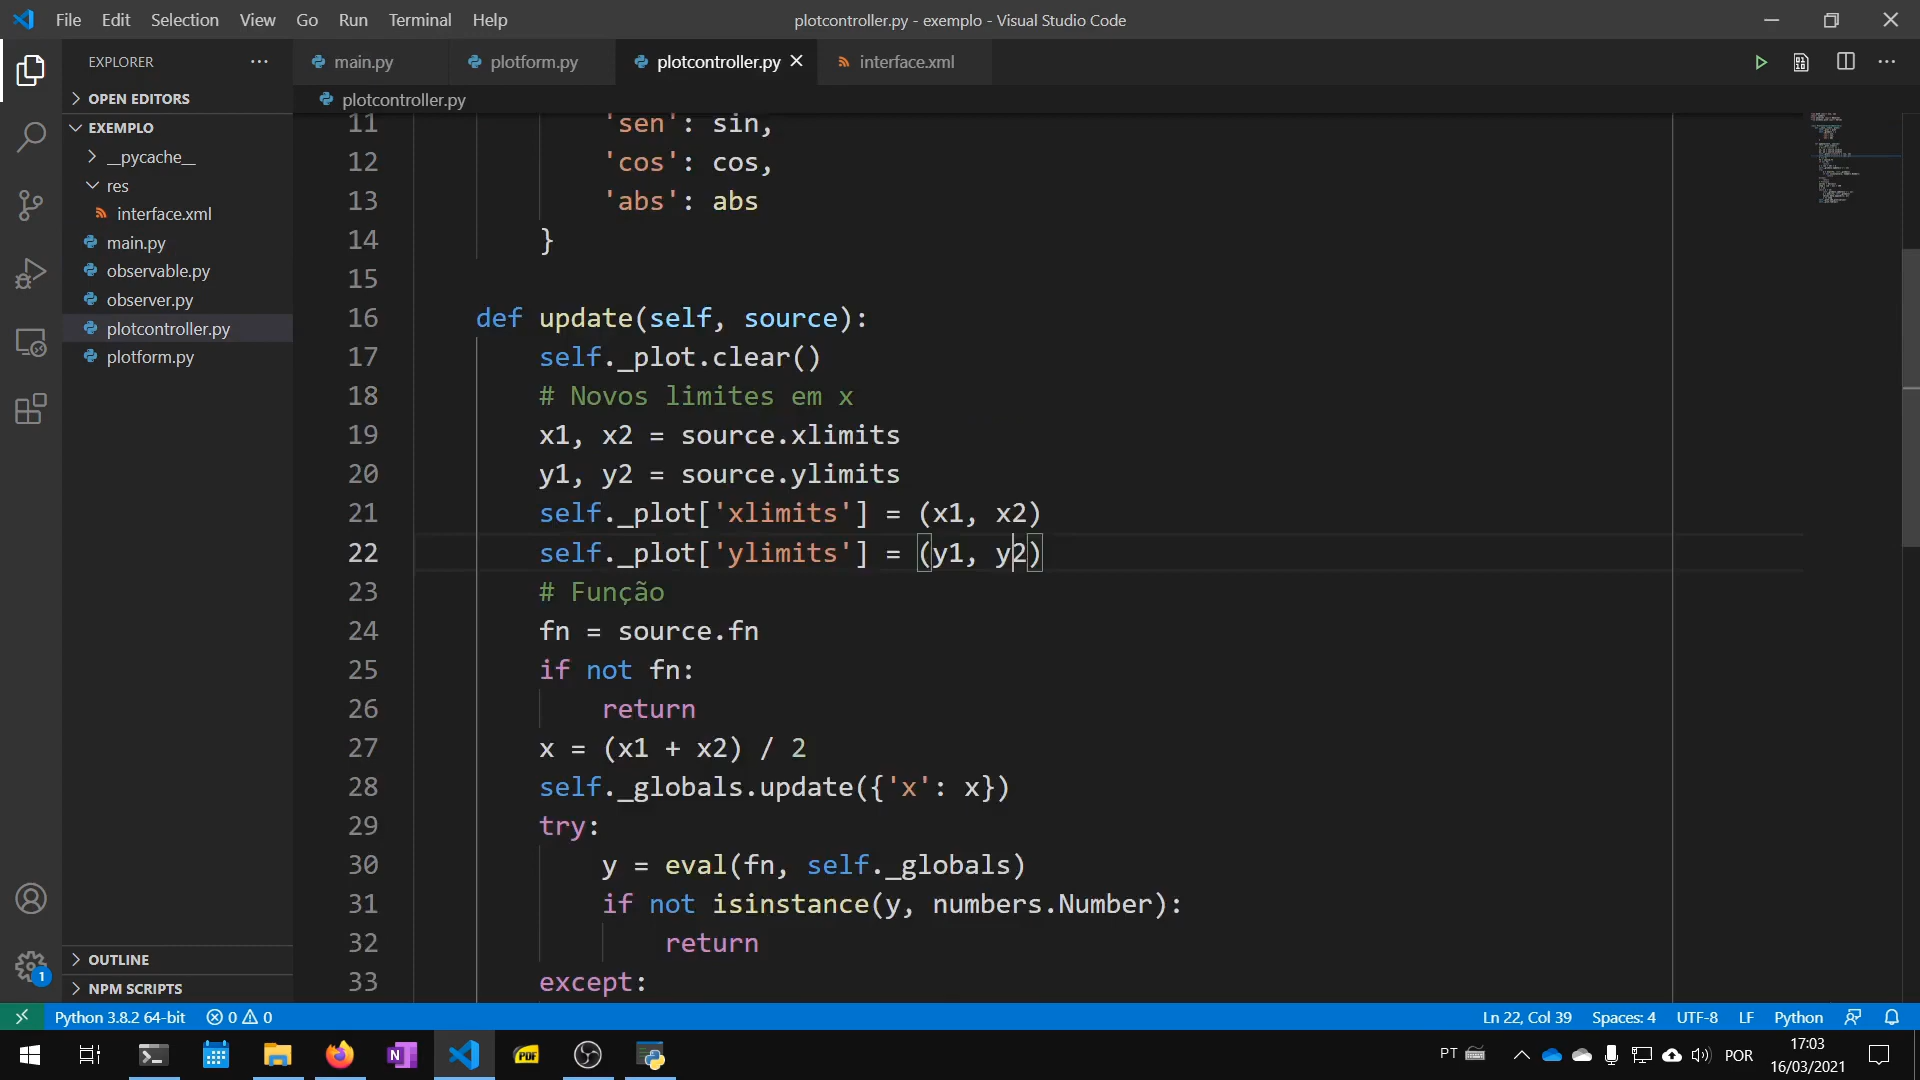 File Edit Selection View Go Run Terminal Help
plotcontroller.py - exemplo - Visual Studio Code
EXPLORER
main.py
plotform.py
plotcontroller.py
interface.xml
OPEN EDITORS
plotcontroller.py
EXEMPLO
__pycache__
res
interface.xml
main.py
observable.py
observer.py
plotcontroller.py
plotform.py
OUTLINE
NPM SCRIPTS
11 'sen': sin,
12 'cos': cos,
13 'abs': abs
14 }
15
16 def update(self, source):
17 self._plot.clear()
18 # Novos limites em x
19 x1, x2 = source.xlimits
20 y1, y2 = source.ylimits
21 self._plot['xlimits'] = (x1, x2)
22 self._plot['ylimits'] = (y1, y2)
23 # Função
24 fn = source.fn
25 if not fn:
26 return
27 x = (x1 + x2) / 2
28 self._globals.update({'x': x})
29 try:
30 y = eval(fn, self._globals)
31 if not isinstance(y, numbers.Number):
32 return
33 except:
1
Python 3.8.2 64-bit 0 0
Ln 22, Col 39 Spaces: 4 UTF-8 LF Python
N PDF
PT POR 17:03
16/03/2021